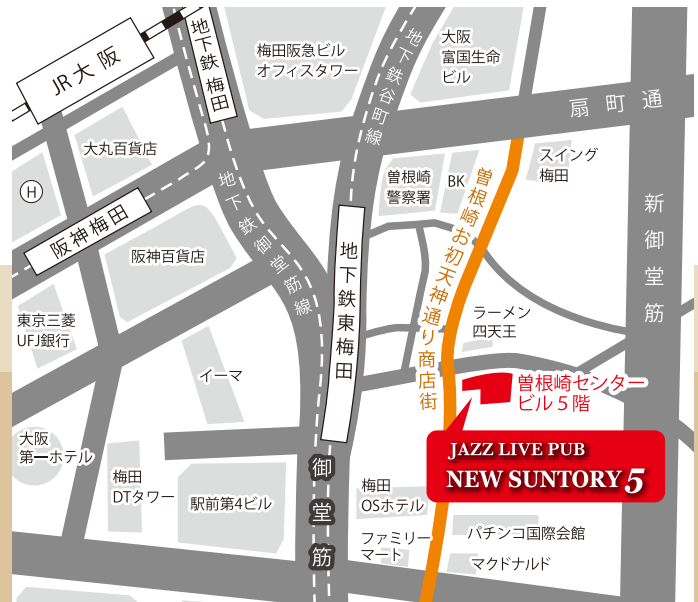 JR大阪
地下鉄 梅田
梅田阪急ビル
オフィスタワー
地下鉄谷町線
大阪
富国生命
ビル
扇町通
大丸百貨店
H
阪神梅田
阪神百貨店
地下鉄御堂筋線
曽根崎
警察署
BK
スイング
梅田
曽根崎お初天神通り商店街
新御堂筋
地下鉄東梅田
東京三菱
UFJ銀行
イーマ
ラーメン
四天王
曽根崎センター
ビル5階
JAZZ LIVE PUB
NEW SUNTORY 5
大阪
第一ホテル
梅田
DTタワー
駅前第4ビル
御堂筋
梅田
OSホテル
ファミリー
マート
パチンコ国際会館
マクドナルド